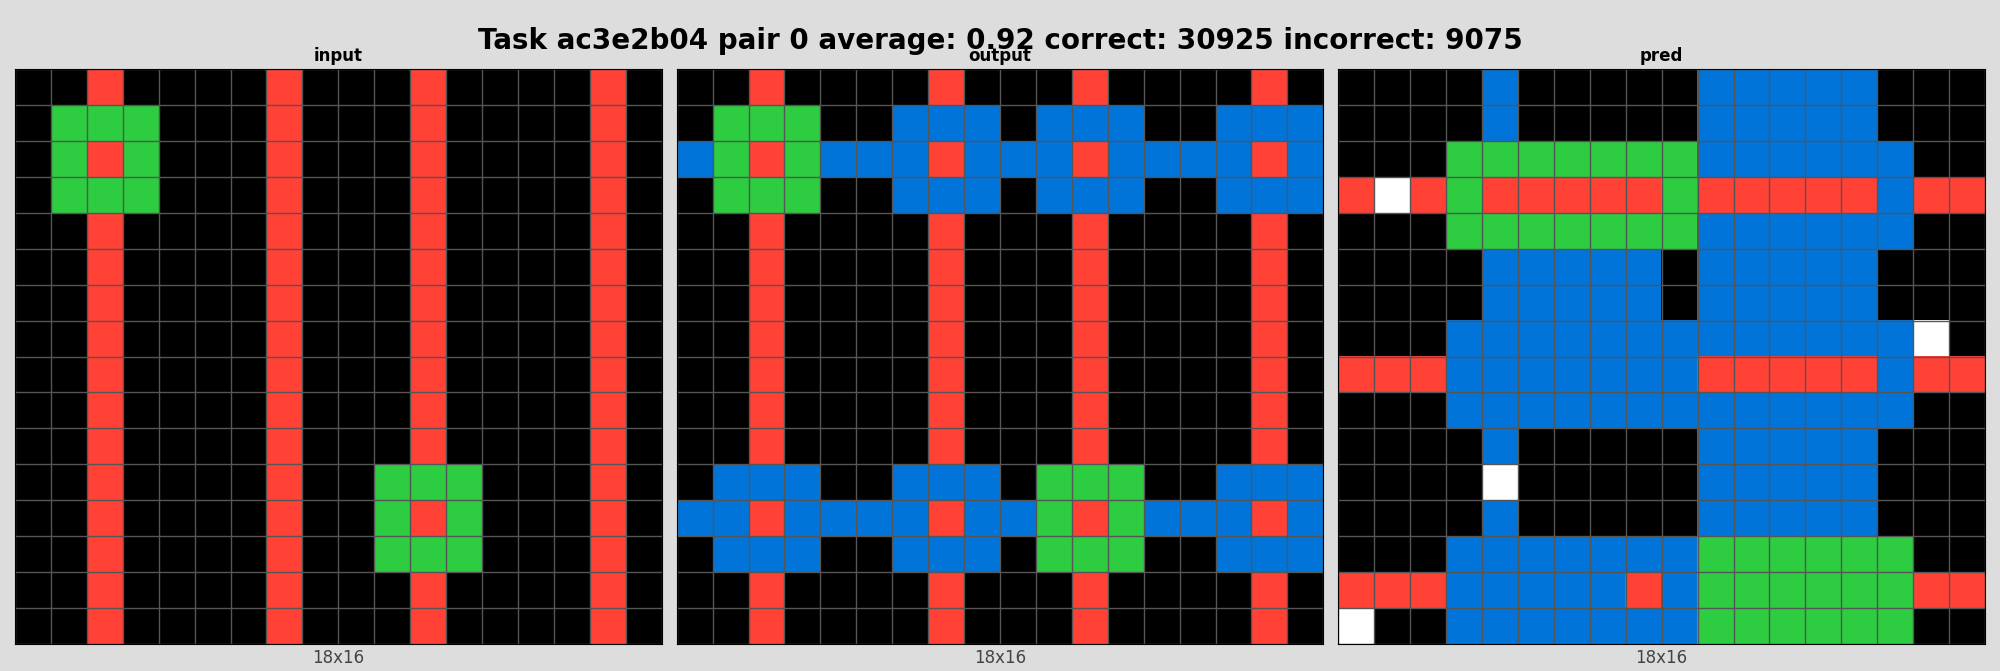 Task ac3e2b04 pair 0 average: 0.92 correct: 30925 incorrect: 9075
input
output
pred
18x16
18x16
18x16